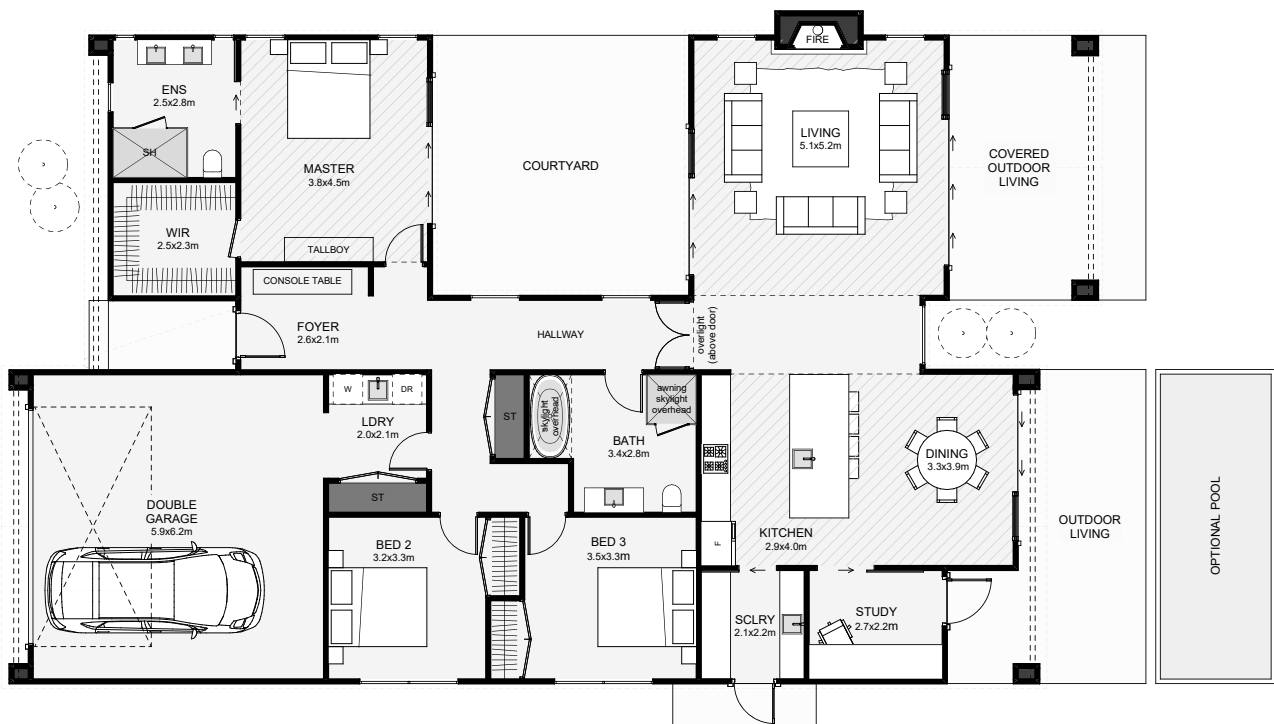 FIRE
ENS
2.5x2.8m
SH
MASTER
3.8x4.5m
COURTYARD
LIVING
5.1x5.2m
COVERED
OUTDOOR
LIVING
WIR
2.5x2.3m
TALLBOY
CONSOLE TABLE
FOYER
2.6x2.1m
HALLWAY
overlight
(above door)
W
DR
LDRY
2.0x2.1m
ST
skylight
overhead
awning
skylight
overhead
BATH
3.4x2.8m
DINING
3.3x3.9m
ST
DOUBLE
GARAGE
5.9x6.2m
BED 2
3.2x3.3m
BED 3
3.5x3.3m
F
KITCHEN
2.9x4.0m
OUTDOOR
LIVING
OPTIONAL POOL
SCLRY
2.1x2.2m
STUDY
2.7x2.2m